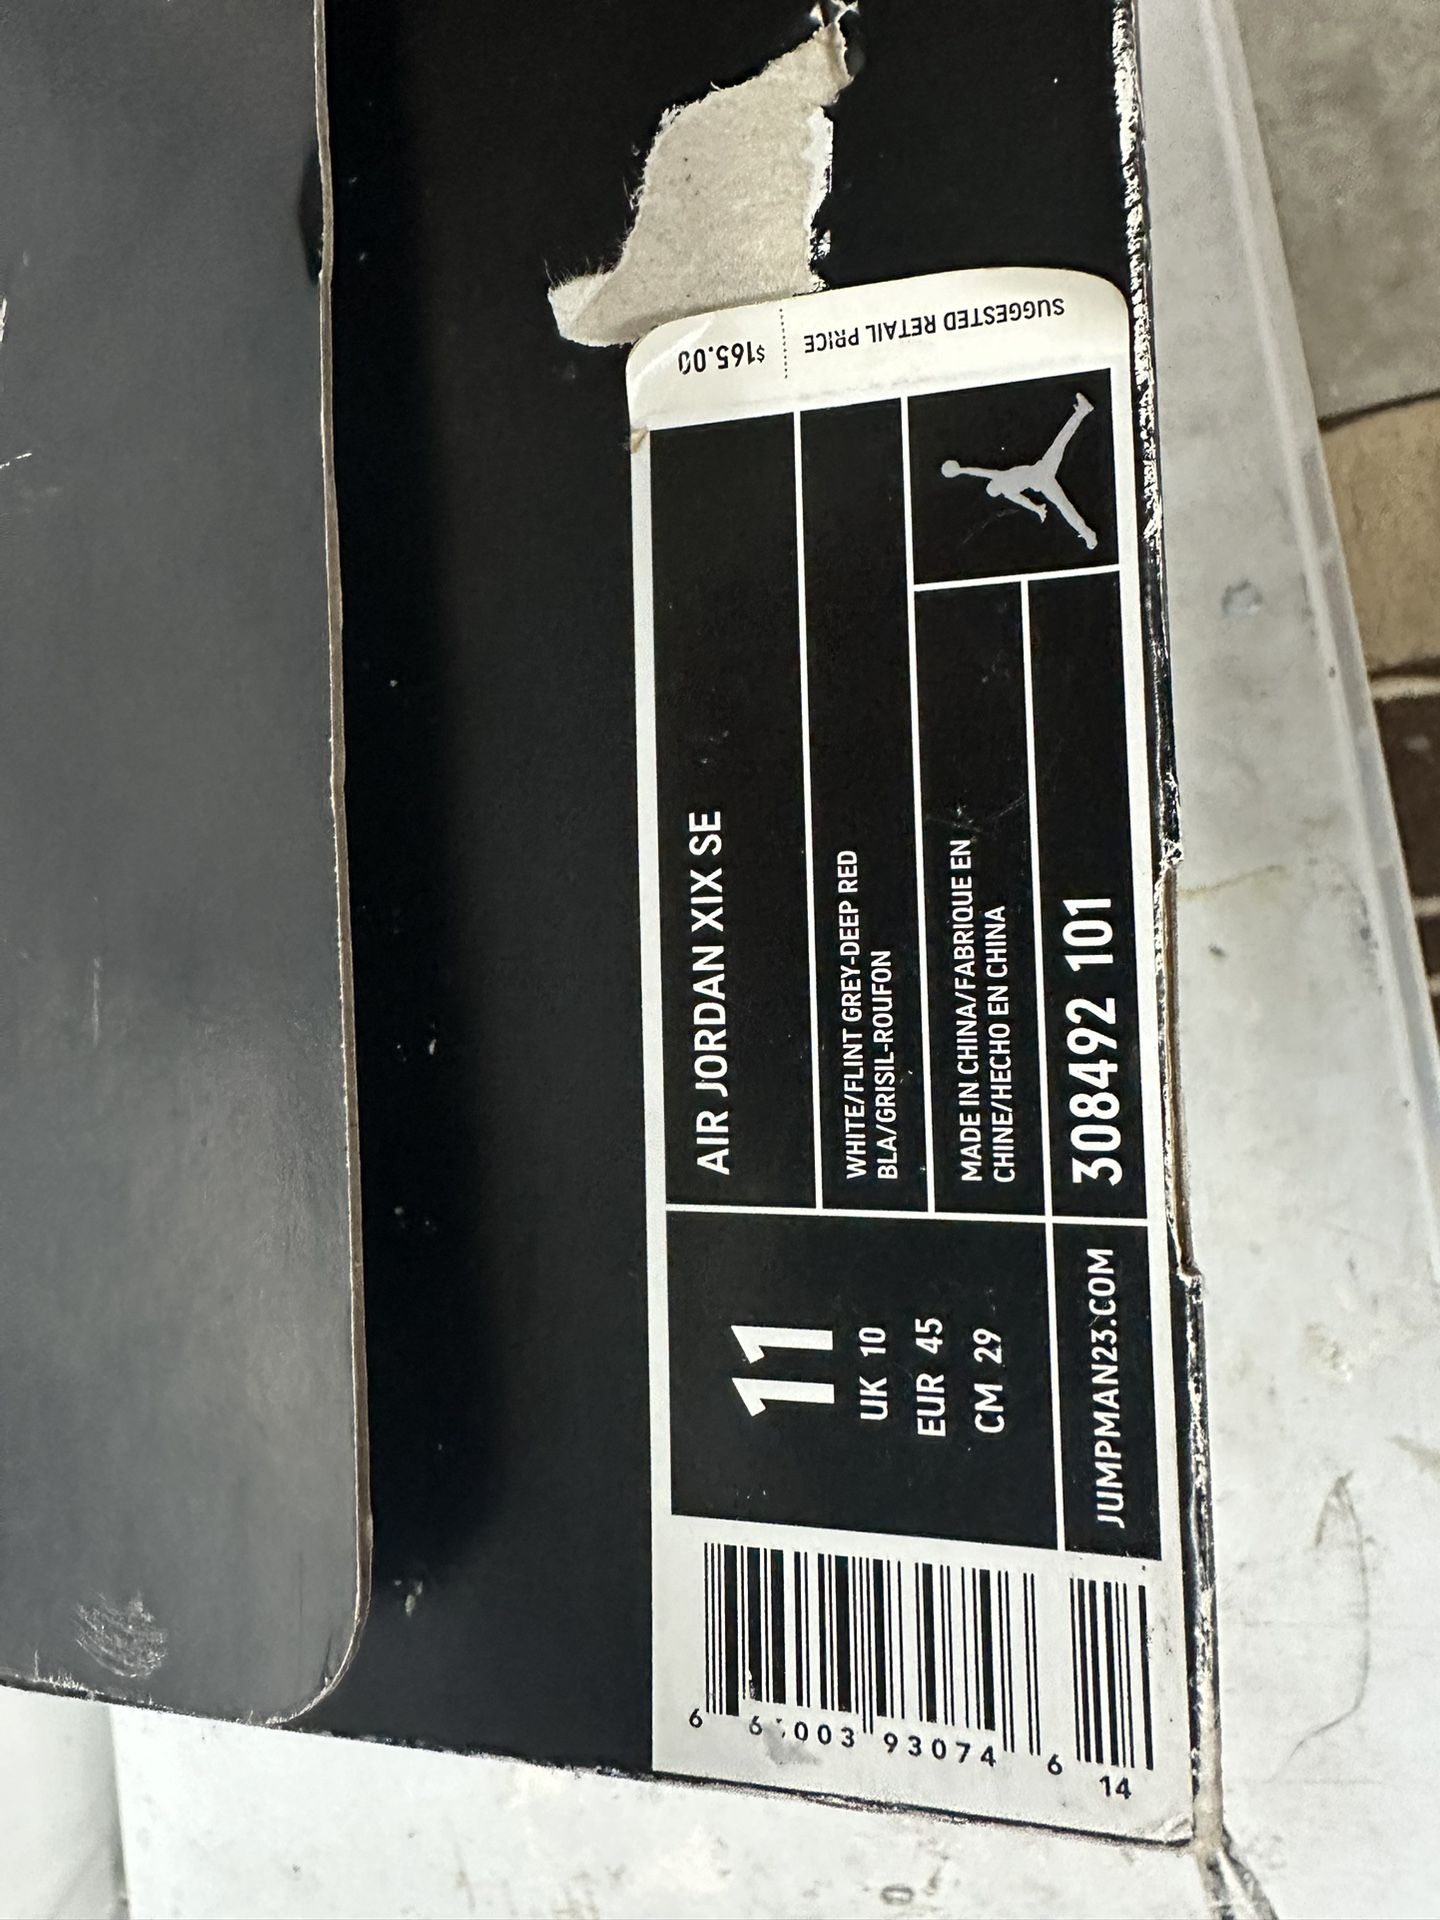 SUGGESTED RETAIL PRICE
$165.00
AIR JORDAN XIX SE
WHITE/FLINT GREY-DEEP RED
BLA/GRISIL-ROUFON
MADE IN CHINA/FABRIQUE EN
CHINE/HECHO EN CHINA
308492 101
11
UK 10
EUR 45
CM 29
JUMPMAN23.COM
6 003 93074 6
14